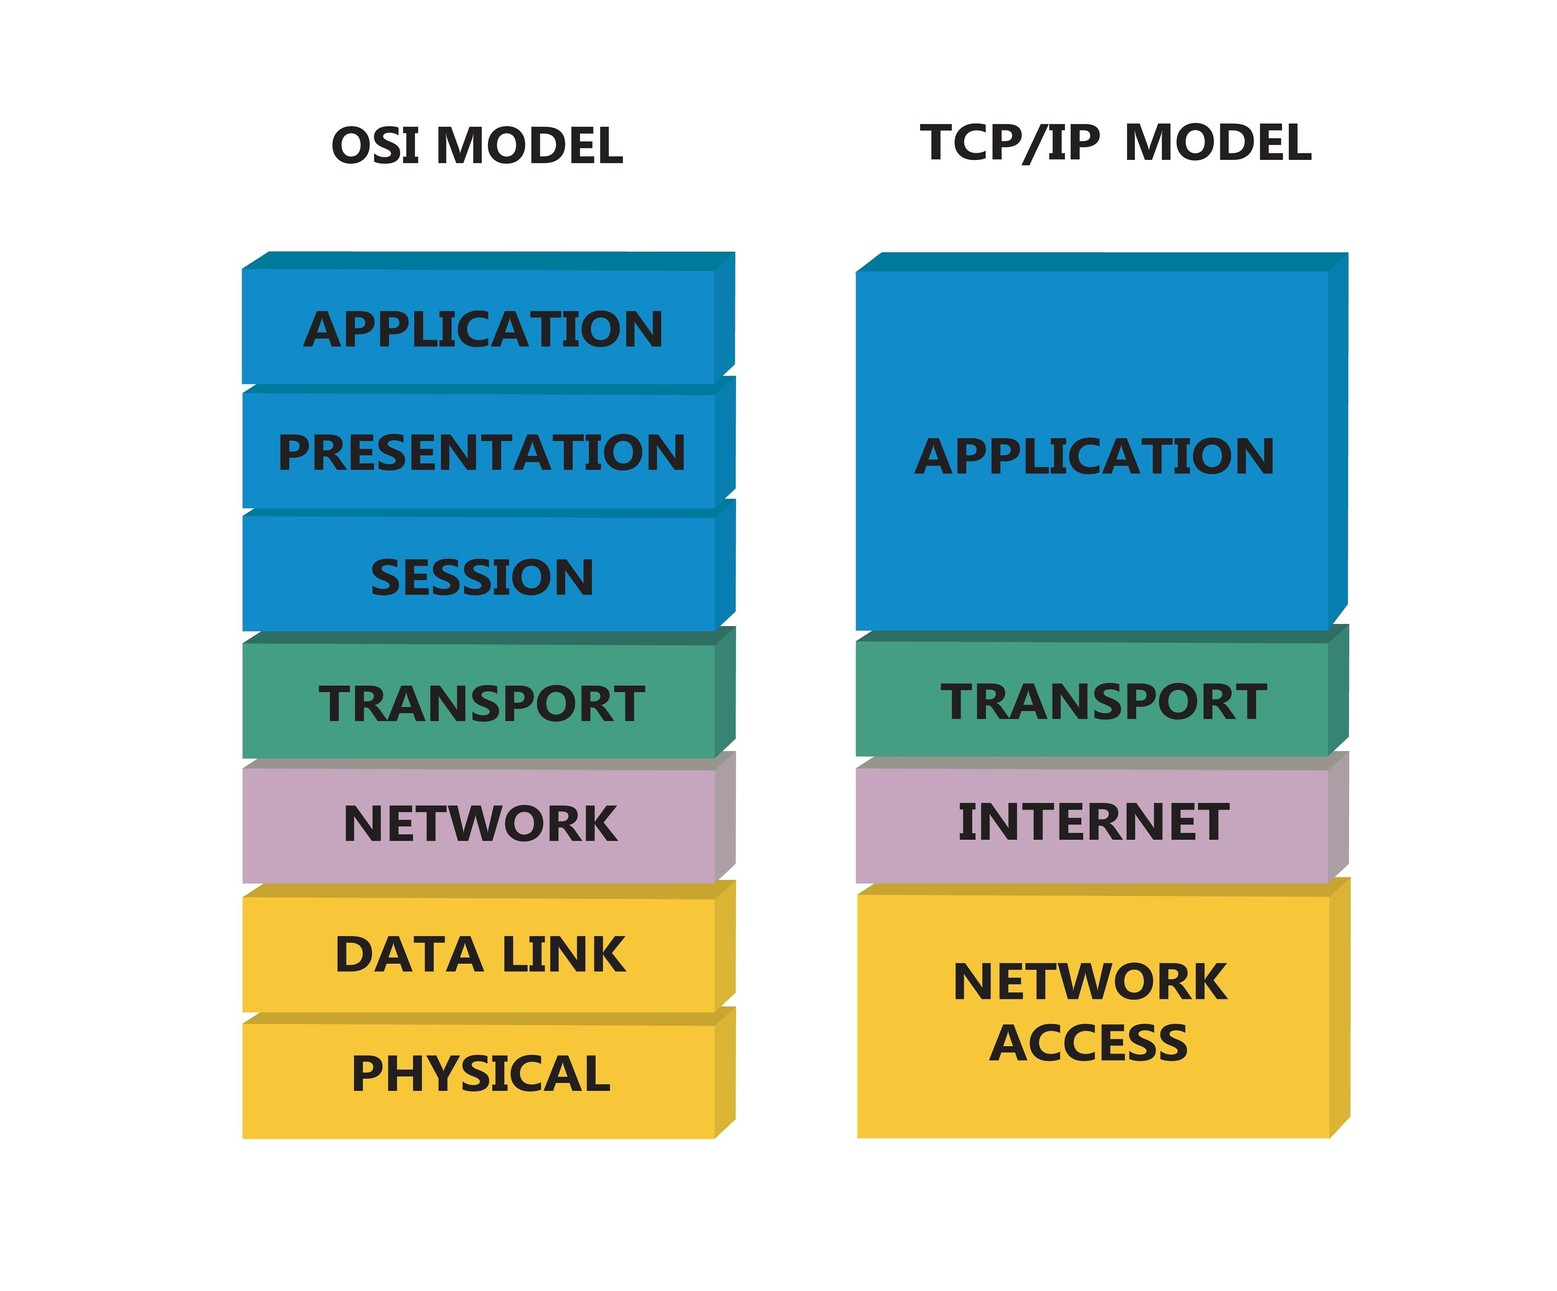 OSI MODEL
APPLICATION
PRESENTATION
SESSION
TRANSPORT
NETWORK
DATA LINK
PHYSICAL
TCP/IP MODEL
APPLICATION
TRANSPORT
INTERNET
NETWORK
ACCESS